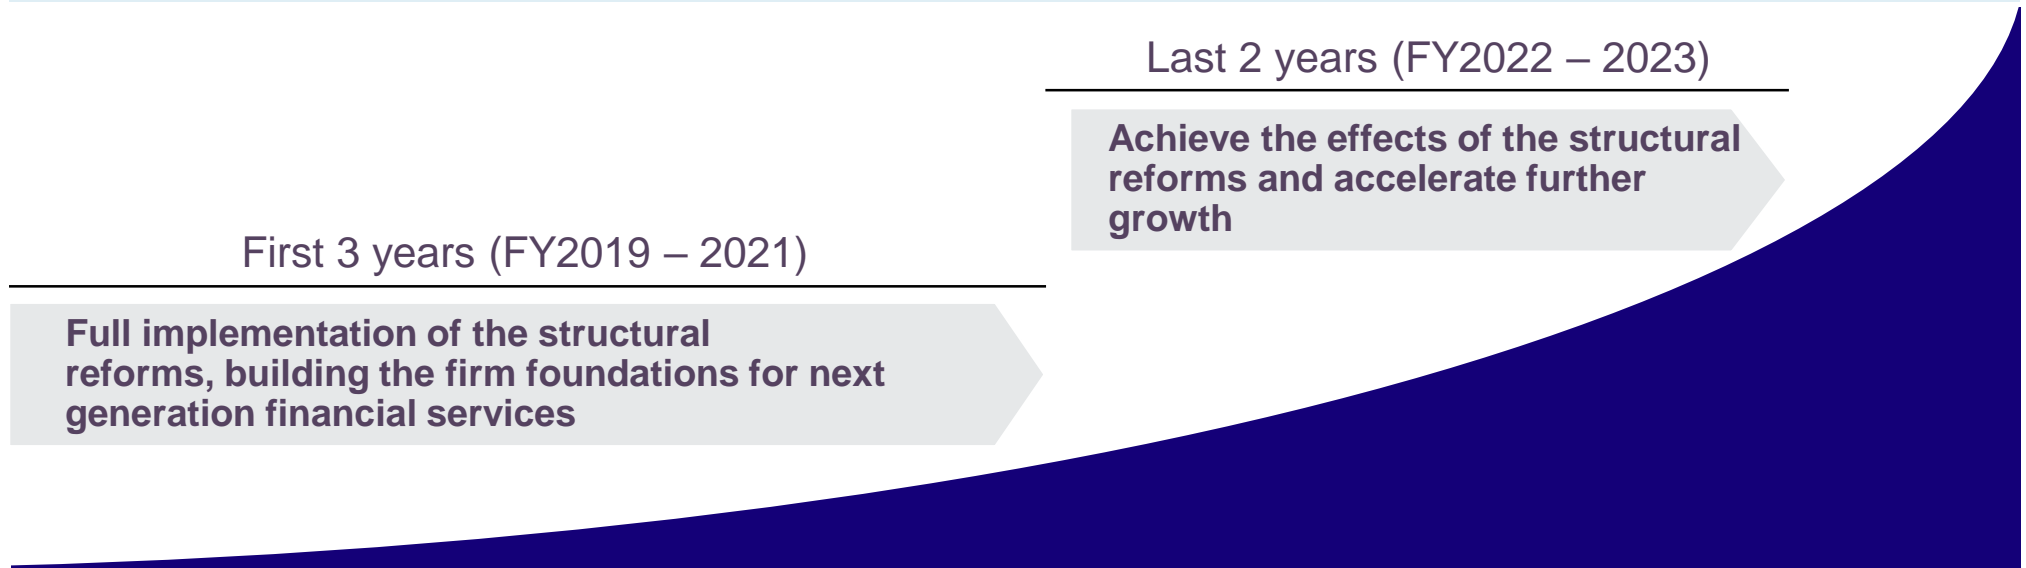 Last 2 years (FY2022 – 2023)
Achieve the effects of the structural
reforms and accelerate further
growth
First 3 years (FY2019 – 2021)
Full implementation of the structural
reforms, building the firm foundations for next
generation financial services